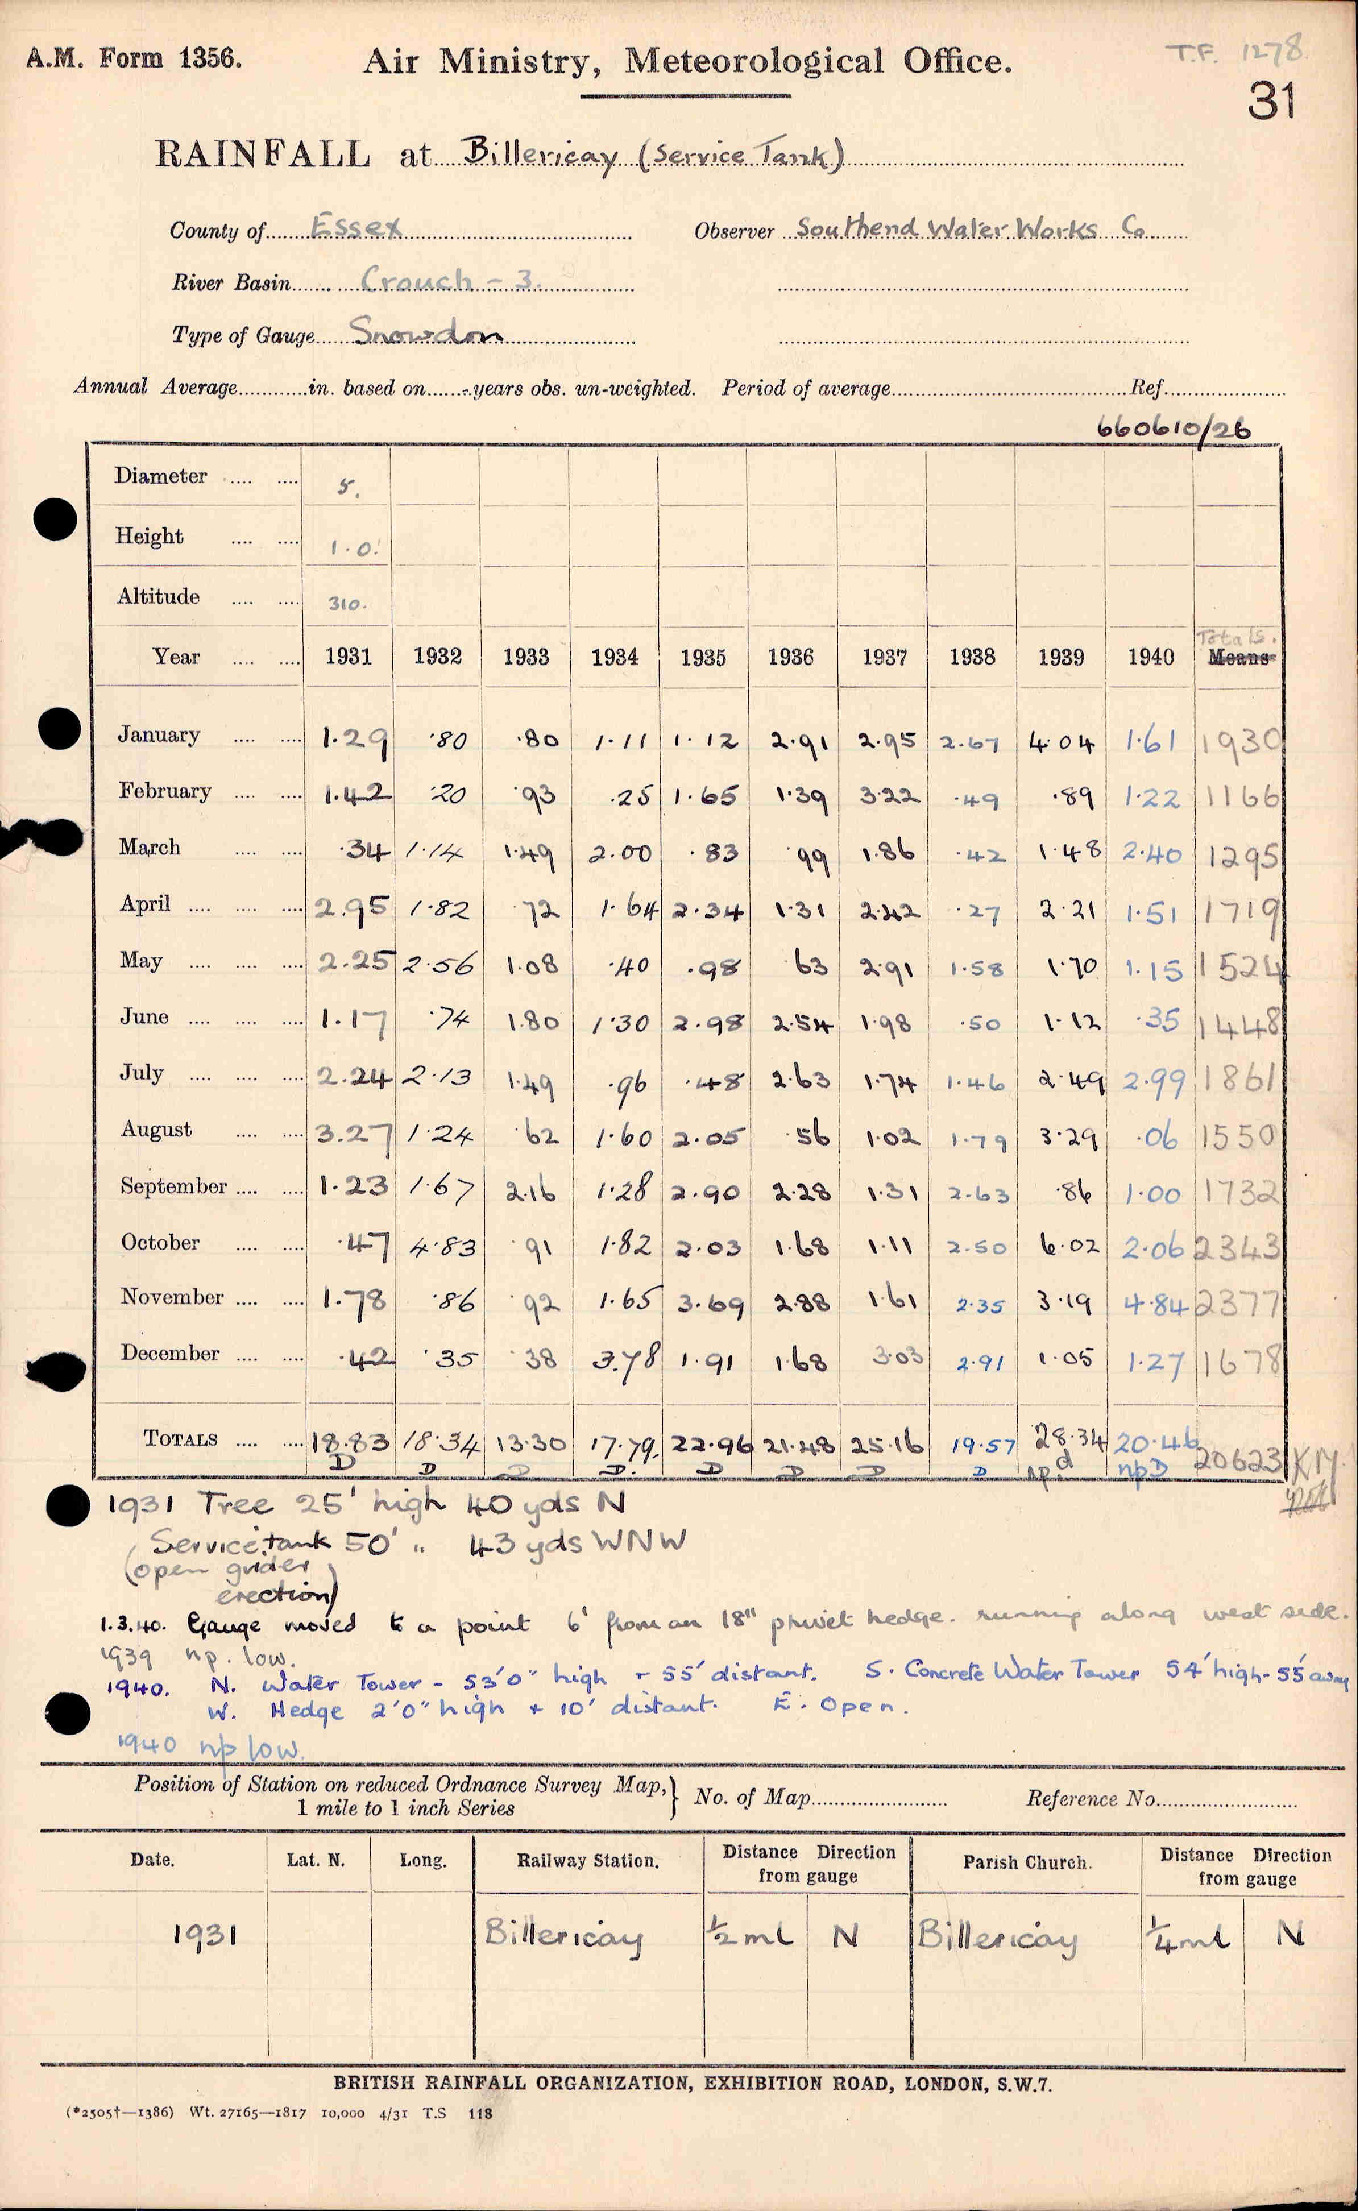 A.M. Form 1356. Air Ministry, Meteorological Office. T.F. 1278
31
RAINFALL at Billericay (Service Tank)
County of Essex Observer Southend Water Works Co
River Basin Crouch - 3.
Type of Gauge Snowdon
Annual Average in. based on years obs. un-weighted. Period of average Ref.
660610/26
Diameter 5.
Height 1.0.
Altitude 310.
Totals.
Year 1931 1932 1933 1934 1935 1936 1937 1938 1939 1940 Means
January 1.29 .80 .80 1.11 1.12 2.91 2.95 2.67 4.04 1.61 1930
February 1.42 .20 .93 .25 1.65 1.39 3.22 .49 .89 1.22 1166
March .34 1.14 1.49 2.00 .83 .99 1.86 .42 1.48 2.40 1295
April 2.95 1.82 .72 1.64 2.34 1.31 2.42 .27 2.21 1.51 1719
May 2.25 2.56 1.08 .40 .98 .63 2.91 1.58 1.70 1.15 1524
June 1.17 .74 1.80 1.30 2.98 2.54 1.98 .50 1.12 .35 1448
July 2.24 2.13 1.49 .96 .48 2.63 1.74 1.46 2.49 2.99 1861
August 3.27 1.24 .62 1.60 2.05 .56 1.02 1.79 3.29 .06 1550
September 1.23 1.67 2.16 1.28 2.90 2.28 1.31 2.63 .86 1.00 1732
October .47 4.83 .91 1.82 2.03 1.68 1.11 2.50 6.02 2.06 2343
November 1.78 .86 .92 1.65 3.69 2.88 1.61 2.35 3.19 4.84 2377
December .42 .35 .38 3.78 1.91 1.68 3.03 2.91 1.05 1.27 1678
TOTALS 18.83 18.34 13.30 17.79. 22.96 21.48 25.16 19.57 28.34 20.46 20623 KM.
D D D D. D D D D np.d npD
1931 Tree 25' high 40 yds N
Service tank 50' " 43 yds WNW
(open grider
erection)
1.3.40. Gauge moved to a point 6' from an 18" privet hedge. running along west side.
1939 np. low.
1940. N. Water Tower - 53'0" high + 55' distant. S. Concrete Water Tower 54' high - 55' away
W. Hedge 2'0" high + 10' distant. E. Open.
1940 np low.
Position of Station on reduced Ordnance Survey Map, 1 mile to 1 inch Series No. of Map Reference No.
Date. Lat. N. Long. Railway Station. Distance Direction from gauge Parish Church. Distance Direction from gauge
1931 Billericay ½ ml N Billericay ¼ ml N
BRITISH RAINFALL ORGANIZATION, EXHIBITION ROAD, LONDON, S.W.7.
(*2505†—1386) Wt. 27165—1817 10,000 4/31 T.S 118